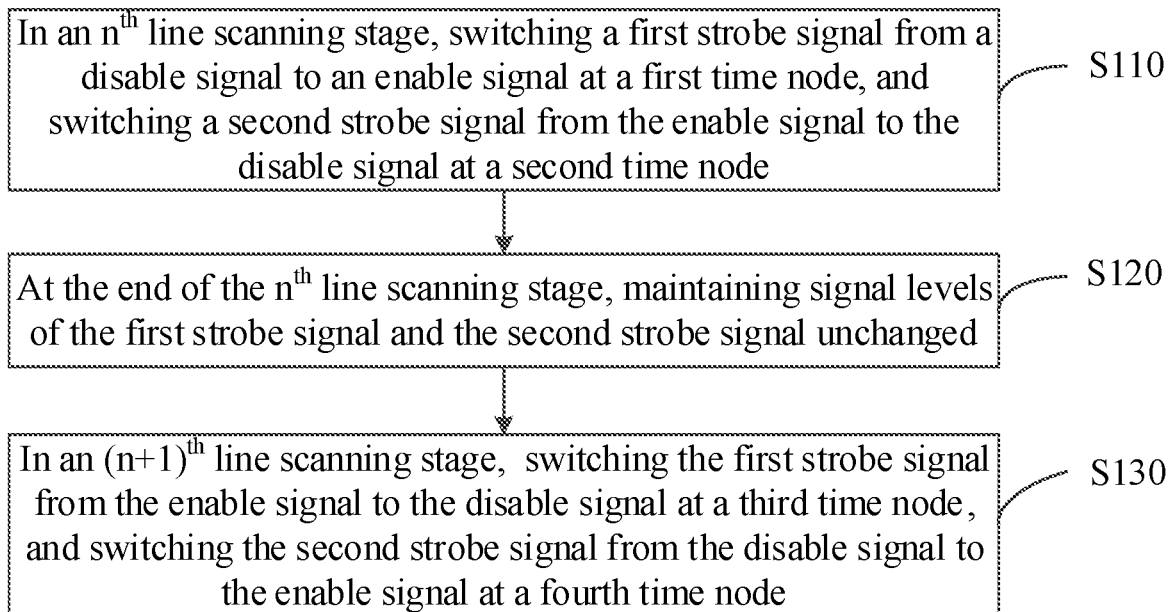 In an nth line scanning stage, switching a first strobe signal from a
disable signal to an enable signal at a first time node, and
switching a second strobe signal from the enable signal to the
disable signal at a second time node
S110
At the end of the nth line scanning stage, maintaining signal levels
of the first strobe signal and the second strobe signal unchanged
S120
In an (n+1)th line scanning stage, switching the first strobe signal
from the enable signal to the disable signal at a third time node,
and switching the second strobe signal from the disable signal to
the enable signal at a fourth time node
S130